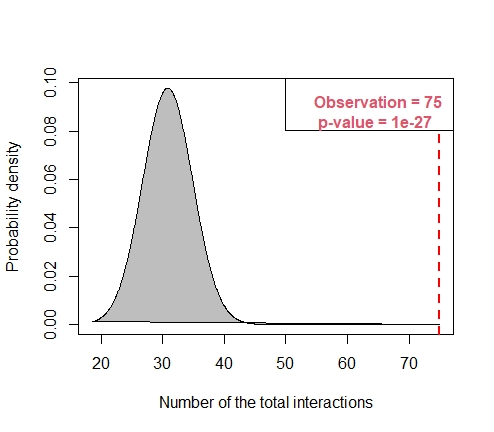 Observation = 75
p-value = 1e-27
Probability density
0.00 0.02 0.04 0.06 0.08 0.10
20 30 40 50 60 70
Number of the total interactions